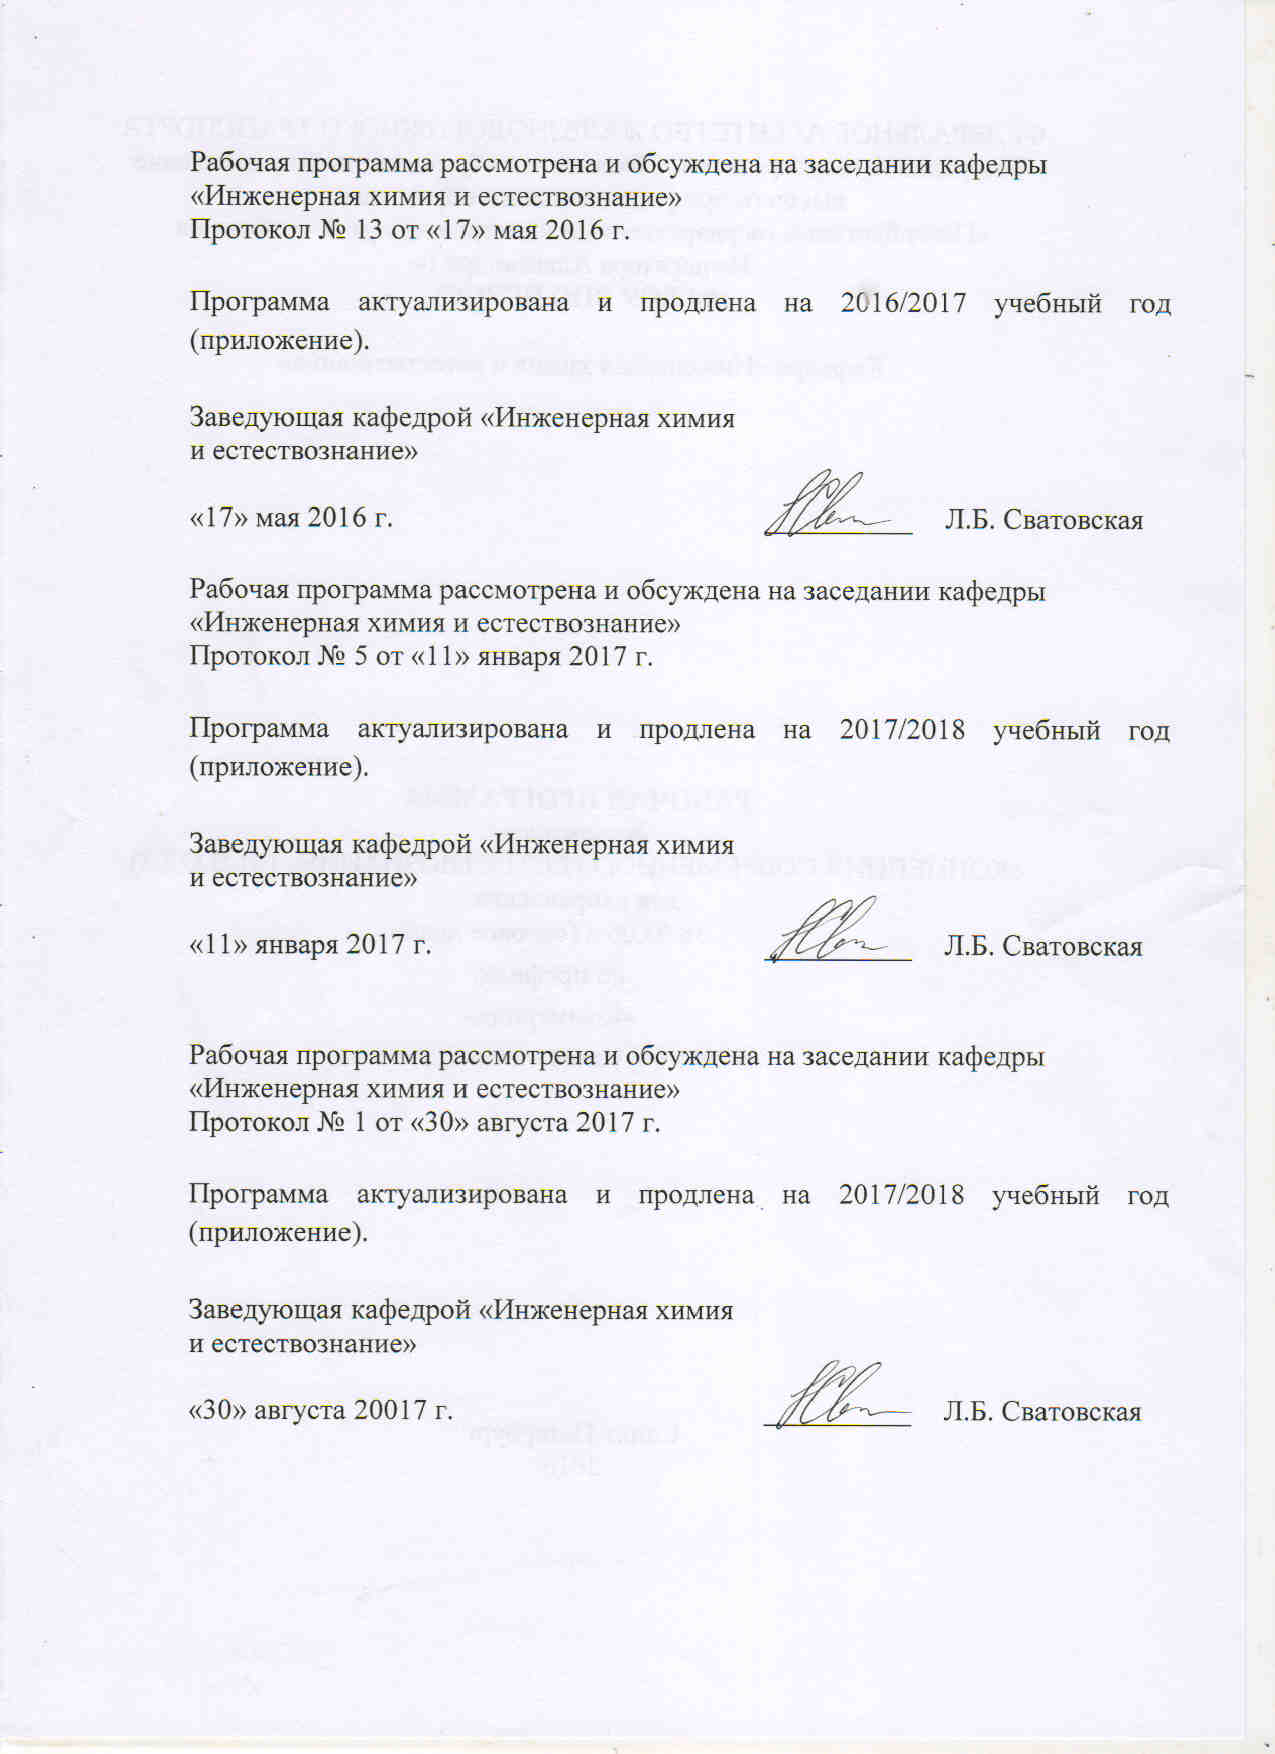 Рабочая программа рассмотрена и обсуждена на заседании кафедры
«Инженерная химия и естествознание»
Протокол № 13 от «17» мая 2016 г.
Программа актуализирована и продлена на 2016/2017 учебный год
(приложение).
Заведующая кафедрой «Инженерная химия
и естествознание»
«17» мая 2016 г. Л.Б. Сватовская
Рабочая программа рассмотрена и обсуждена на заседании кафедры
«Инженерная химия и естествознание»
Протокол № 5 от «11» января 2017 г.
Программа актуализирована и продлена на 2017/2018 учебный год
(приложение).
Заведующая кафедрой «Инженерная химия
и естествознание»
«11» января 2017 г. Л.Б. Сватовская
Рабочая программа рассмотрена и обсуждена на заседании кафедры
«Инженерная химия и естествознание»
Протокол № 1 от «30» августа 2017 г.
Программа актуализирована и продлена на 2017/2018 учебный год
(приложение).
Заведующая кафедрой «Инженерная химия
и естествознание»
«30» августа 20017 г. Л.Б. Сватовская